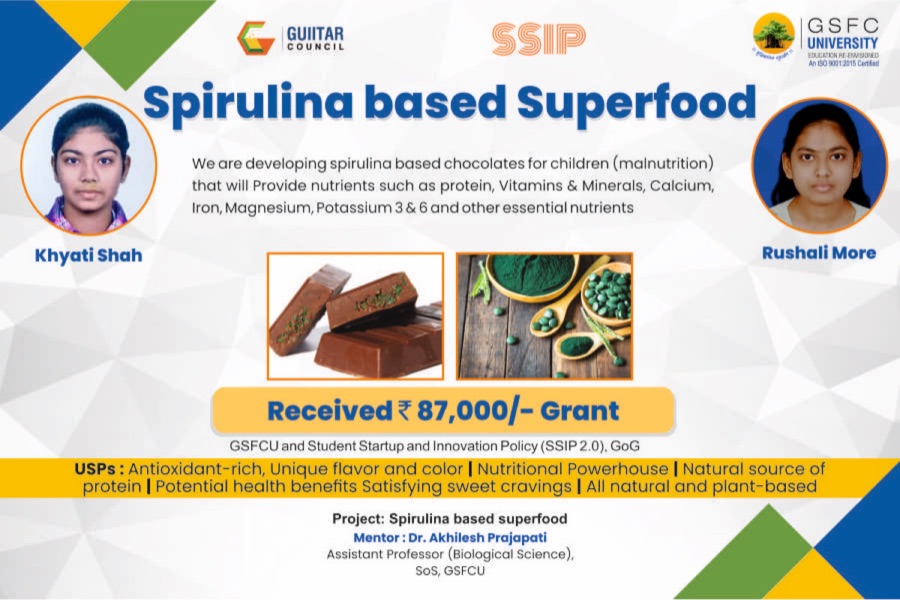 GUIITAR
COUNCIL
SSIP
GSFC
UNIVERSITY
EDUCATION RE-ENVISIONED
An ISO 9001:2015 Certified
Spirulina based Superfood
We are developing spirulina based chocolates for children (malnutrition)
that will Provide nutrients such as protein, Vitamins & Minerals, Calcium,
Iron, Magnesium, Potassium 3 & 6 and other essential nutrients
Khyati Shah
Rushali More
Received ₹ 87,000/- Grant
GSFCU and Student Startup and Innovation Policy (SSIP 2.0), GoG
USPs : Antioxidant-rich, Unique flavor and color | Nutritional Powerhouse | Natural source of
protein | Potential health benefits Satisfying sweet cravings | All natural and plant-based
Project: Spirulina based superfood
Mentor : Dr. Akhilesh Prajapati
Assistant Professor (Biological Science),
SoS, GSFCU